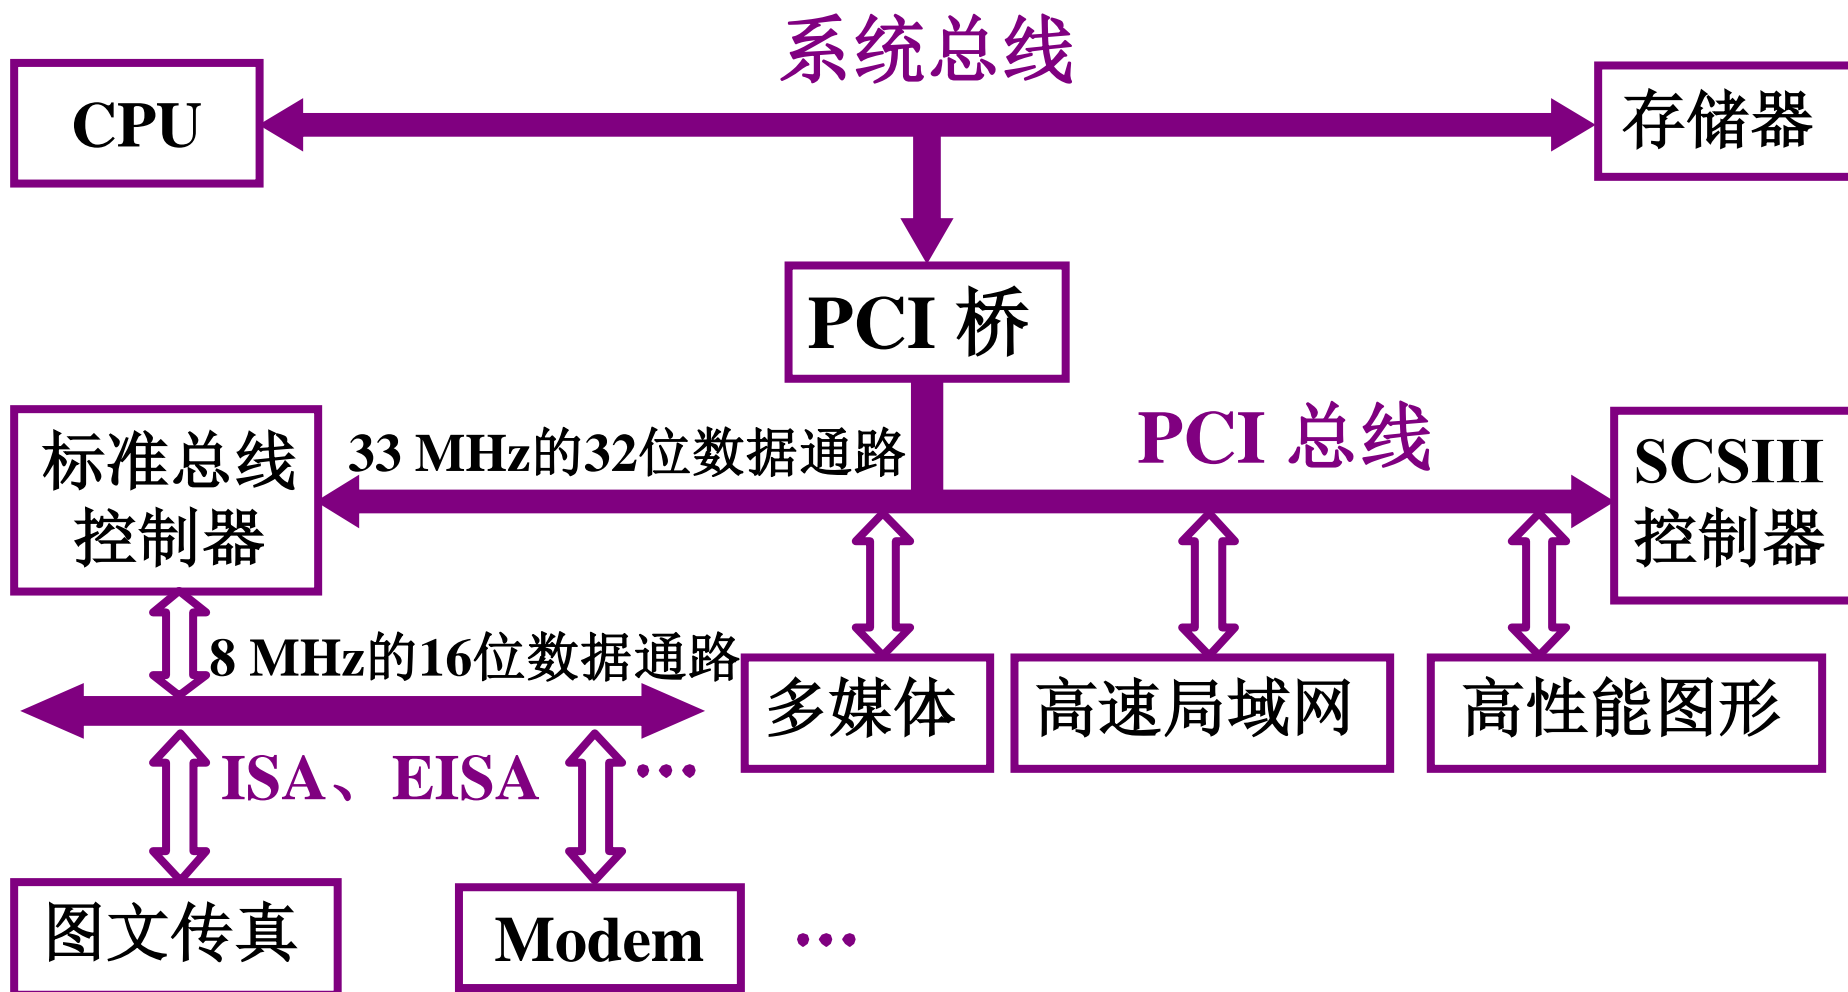 系统总线
CPU
存储器
PCI 桥
PCI 总线
33 MHz的32位数据通路
标准总线
控制器
SCSIII
控制器
8 MHz的16位数据通路
多媒体
高速局域网
高性能图形
ISA、EISA
…
图文传真
Modem
…